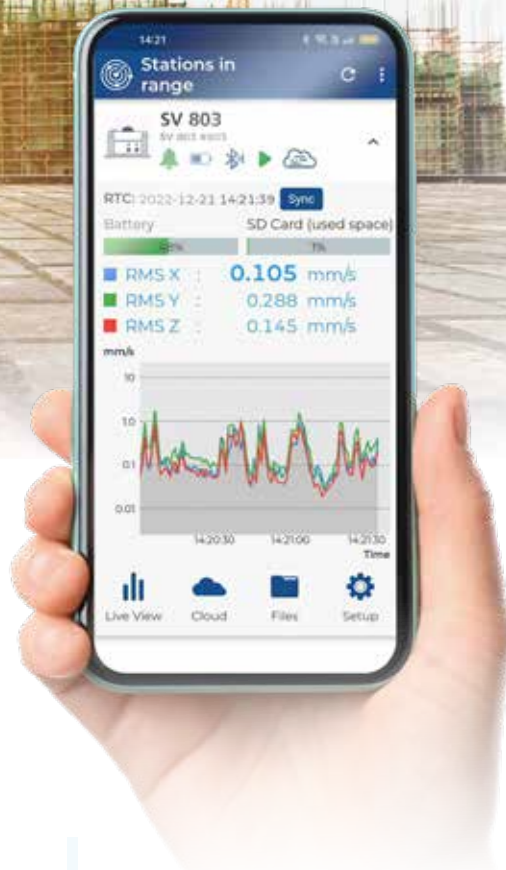 14:21
Stations in
range
SV 803
RTC: 2022-12-21 14:21:39 Sync
Battery SD Card (used space)
1%
RMS X : 0.105 mm/s
RMS Y : 0.288 mm/s
RMS Z : 0.145 mm/s
mm/s
10
1.0
0.1
0.01
14:20:30 14:21:00 14:21:30
Time
Live View Cloud Files Setup